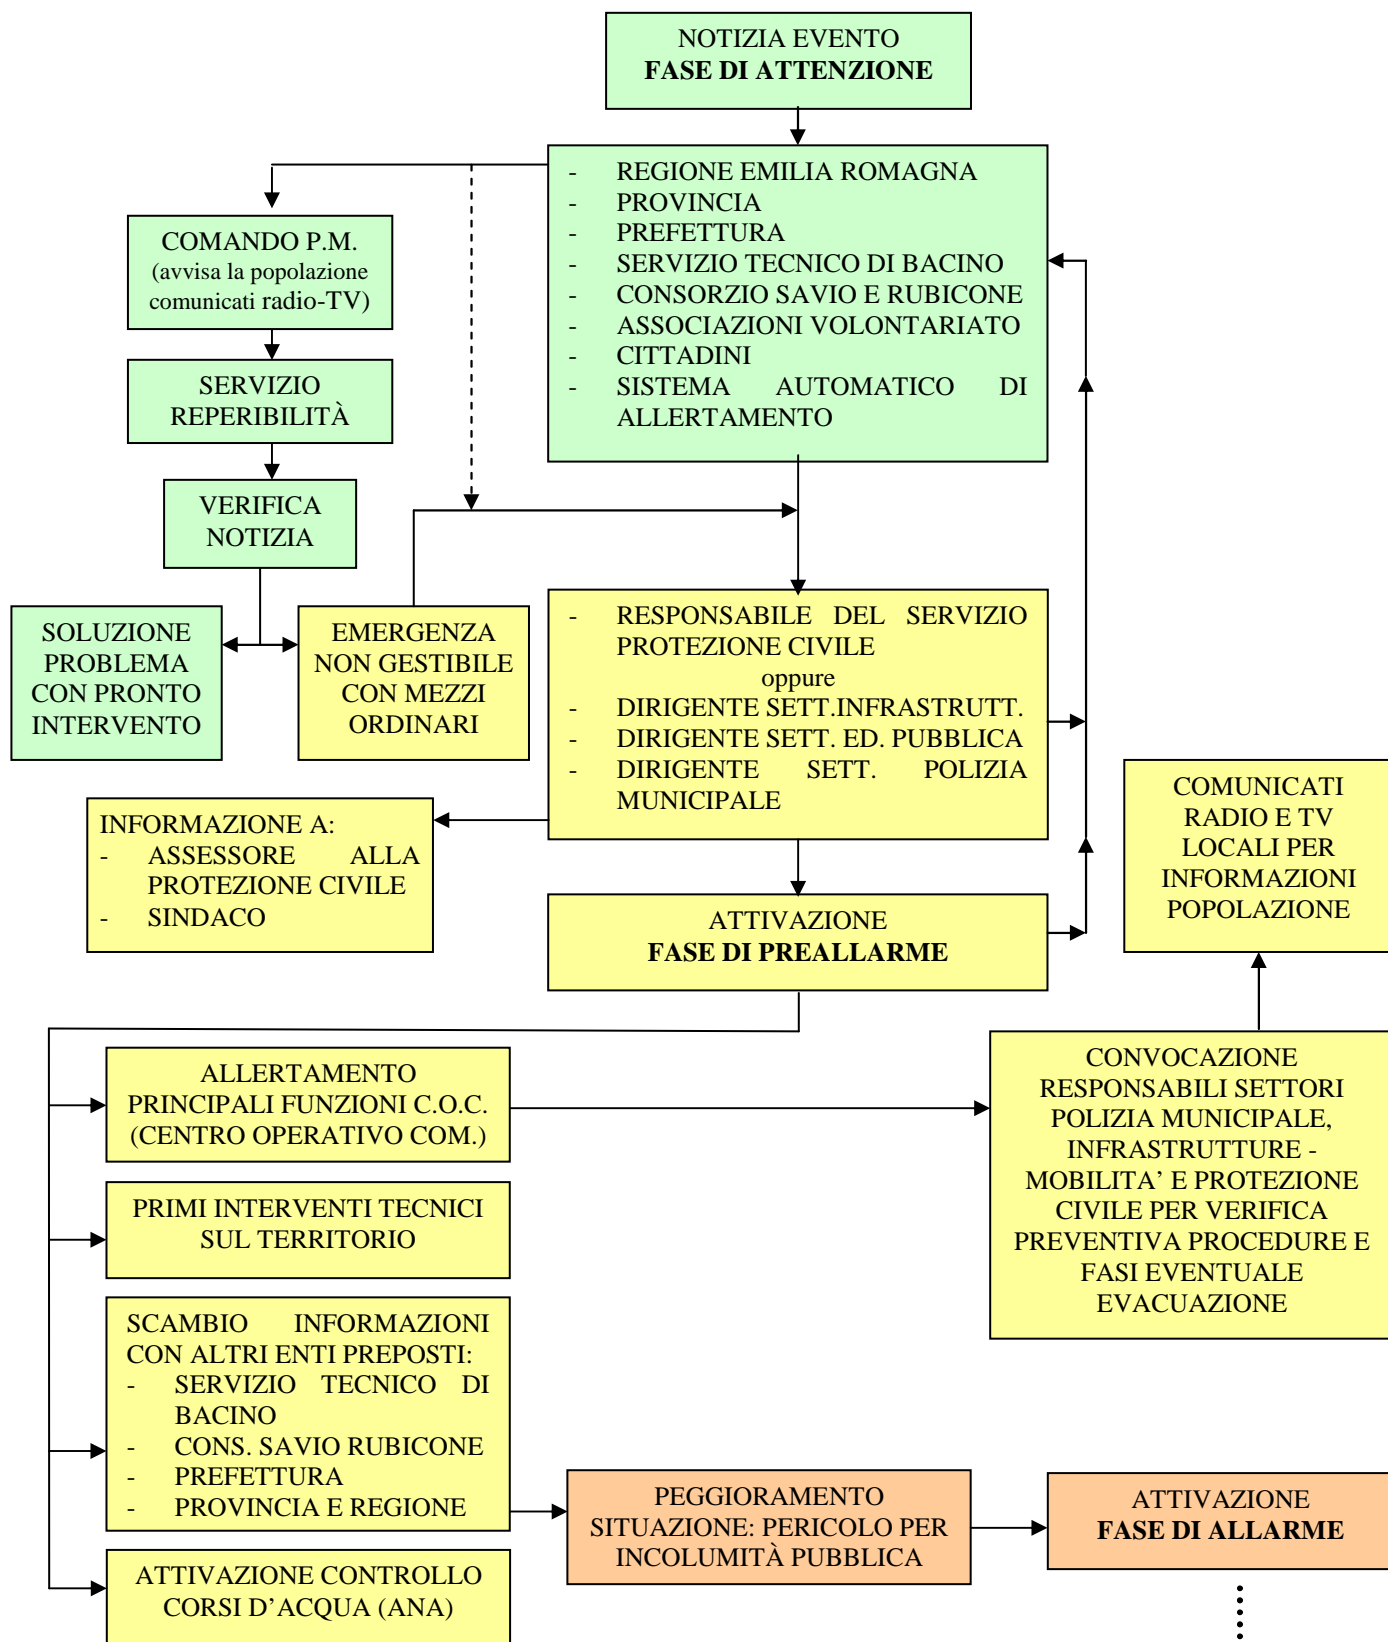 NOTIZIA EVENTO
FASE DI ATTENZIONE
- REGIONE EMILIA ROMAGNA
- PROVINCIA
- PREFETTURA
- SERVIZIO TECNICO DI BACINO
- CONSORZIO SAVIO E RUBICONE
- ASSOCIAZIONI VOLONTARIATO
- CITTADINI
- SISTEMA AUTOMATICO DI
ALLERTAMENTO
COMANDO P.M.
(avvisa la popolazione
comunicati radio-TV)
SERVIZIO
REPERIBILITÀ
VERIFICA
NOTIZIA
SOLUZIONE
PROBLEMA
CON PRONTO
INTERVENTO
EMERGENZA
NON GESTIBILE
CON MEZZI
ORDINARI
- RESPONSABILE DEL SERVIZIO
PROTEZIONE CIVILE
oppure
- DIRIGENTE SETT.INFRASTRUTT.
- DIRIGENTE SETT. ED. PUBBLICA
- DIRIGENTE SETT. POLIZIA
MUNICIPALE
INFORMAZIONE A:
- ASSESSORE ALLA
PROTEZIONE CIVILE
- SINDACO
ATTIVAZIONE
FASE DI PREALLARME
COMUNICATI
RADIO E TV
LOCALI PER
INFORMAZIONI
POPOLAZIONE
ALLERTAMENTO
PRINCIPALI FUNZIONI C.O.C.
(CENTRO OPERATIVO COM.)
CONVOCAZIONE
RESPONSABILI SETTORI
POLIZIA MUNICIPALE,
INFRASTRUTTURE -
MOBILITA’ E PROTEZIONE
CIVILE PER VERIFICA
PREVENTIVA PROCEDURE E
FASI EVENTUALE
EVACUAZIONE
PRIMI INTERVENTI TECNICI
SUL TERRITORIO
SCAMBIO INFORMAZIONI
CON ALTRI ENTI PREPOSTI:
- SERVIZIO TECNICO DI
BACINO
- CONS. SAVIO RUBICONE
- PREFETTURA
- PROVINCIA E REGIONE
PEGGIORAMENTO
SITUAZIONE: PERICOLO PER
INCOLUMITÀ PUBBLICA
ATTIVAZIONE
FASE DI ALLARME
ATTIVAZIONE CONTROLLO
CORSI D’ACQUA (ANA)